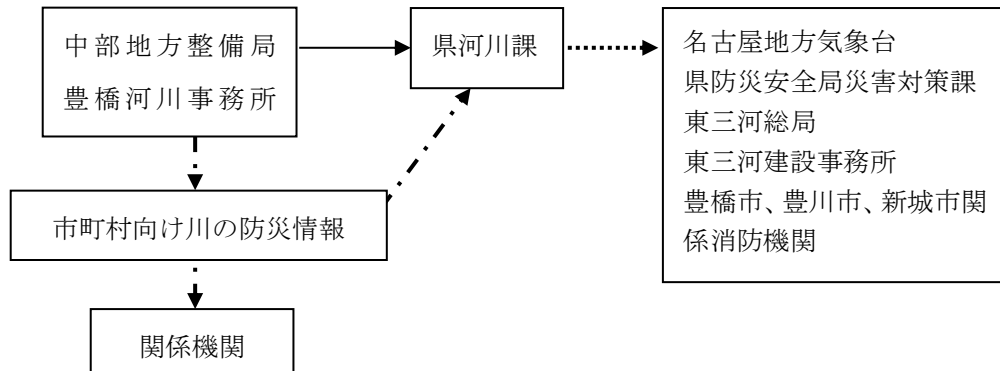 中部地方整備局
豊橋河川事務所
県河川課
名古屋地方気象台
県防災安全局災害対策課
東三河総局
東三河建設事務所
豊橋市、豊川市、新城市関
係消防機関
市町村向け川の防災情報
関係機関